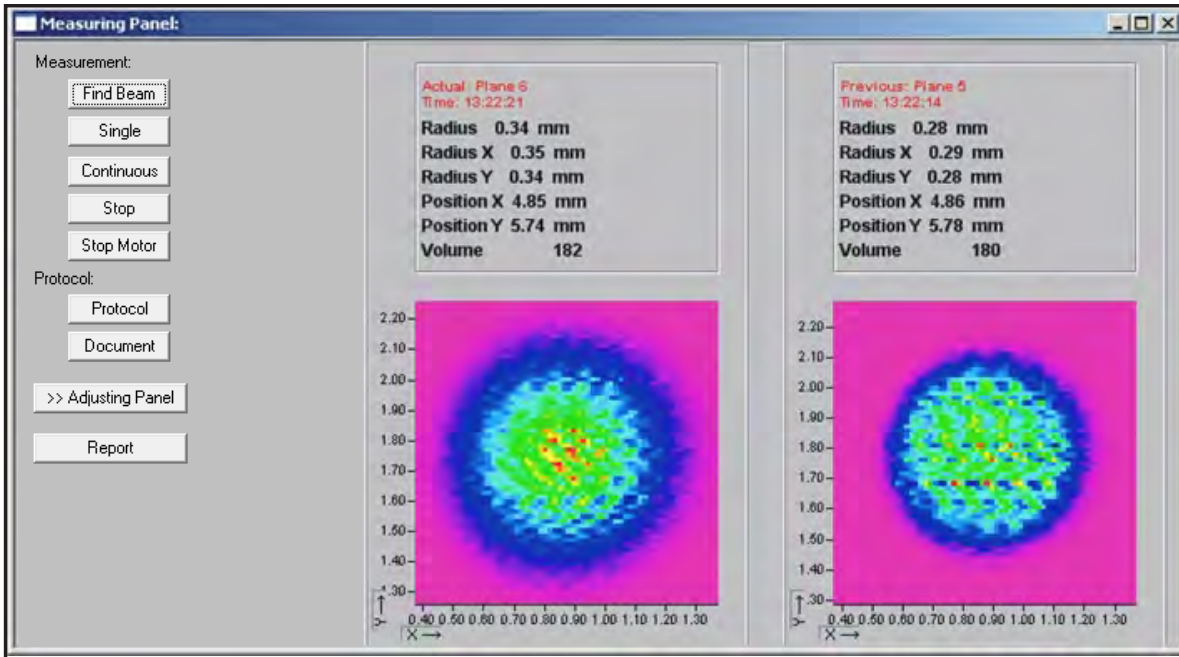 Measuring Panel:
Measurement:
Find Beam
Single
Continuous
Stop
Stop Motor
Protocol:
Protocol
Document
>> Adjusting Panel
Report
Actual: Plane 6
Time: 13:22:21
Radius 0.34 mm
Radius X 0.35 mm
Radius Y 0.34 mm
Position X 4.85 mm
Position Y 5.74 mm
Volume 182
2.20
2.10
2.00
1.90
1.80
1.70
1.60
1.50
1.40
.30
Y
0.40 0.50 0.60 0.70 0.80 0.90 1.00 1.10 1.20 1.30
X
Previous: Plane 5
Time: 13:22:14
Radius 0.28 mm
Radius X 0.29 mm
Radius Y 0.28 mm
Position X 4.86 mm
Position Y 5.78 mm
Volume 180
2.20
2.10
2.00
1.90
1.80
1.70
1.60
1.50
1.40
.30
Y
0.40 0.50 0.60 0.70 0.80 0.90 1.00 1.10 1.20 1.30
X